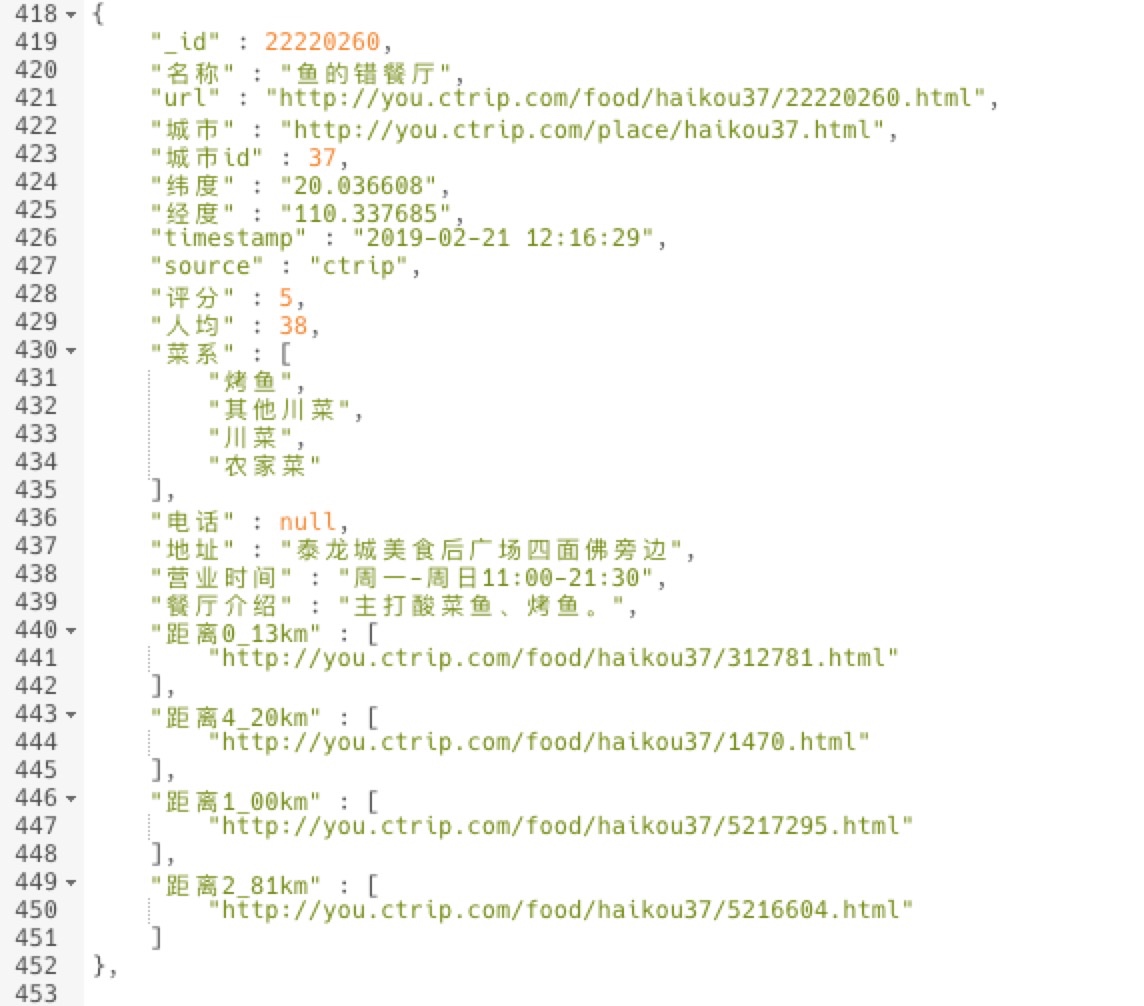 418 {
419 "_id" : 22220260,
420 "名称" : "鱼的错餐厅",
421 "url" : "http://you.ctrip.com/food/haikou37/22220260.html",
422 "城市" : "http://you.ctrip.com/place/haikou37.html",
423 "城市id" : 37,
424 "纬度" : "20.036608",
425 "经度" : "110.337685",
426 "timestamp" : "2019-02-21 12:16:29",
427 "source" : "ctrip",
428 "评分" : 5,
429 "人均" : 38,
430 "菜系" : [
431 "烤鱼",
432 "其他川菜",
433 "川菜",
434 "农家菜"
435 ],
436 "电话" : null,
437 "地址" : "泰龙城美食后广场四面佛旁边",
438 "营业时间" : "周一-周日11:00-21:30",
439 "餐厅介绍" : "主打酸菜鱼、烤鱼。",
440 "距离0_13km" : [
441 "http://you.ctrip.com/food/haikou37/312781.html"
442 ],
443 "距离4_20km" : [
444 "http://you.ctrip.com/food/haikou37/1470.html"
445 ],
446 "距离1_00km" : [
447 "http://you.ctrip.com/food/haikou37/5217295.html"
448 ],
449 "距离2_81km" : [
450 "http://you.ctrip.com/food/haikou37/5216604.html"
451 ]
452 },
453